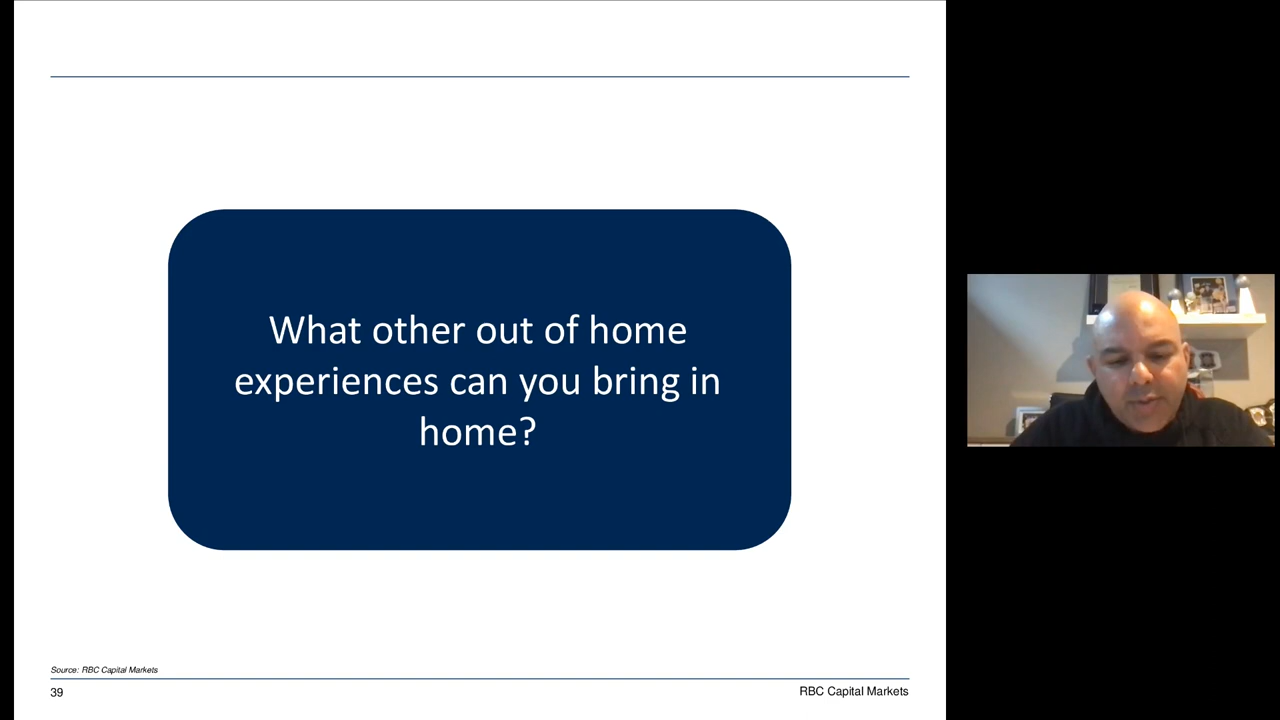 What other out of home
experiences can you bring in
home?
Source: RBC Capital Markets
39
RBC Capital Markets